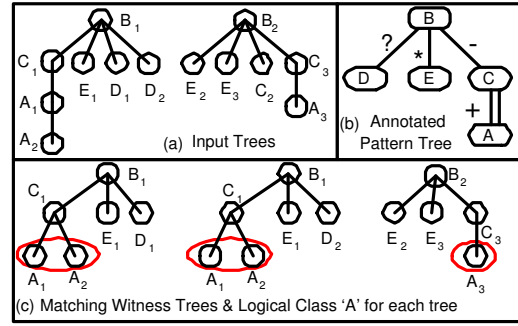 B1
C1
E1 D1 D2
A1
A2
B2
E2 E3 C2 C3
A3
(a) Input Trees
B
? * -
D E C
+
A
(b) Annotated
Pattern Tree
B1
C1
E1 D1
A1 A2
B1
C1
E1 D2
A1 A2
B2
E2 E3 C3
A3
(c) Matching Witness Trees & Logical Class 'A' for each tree